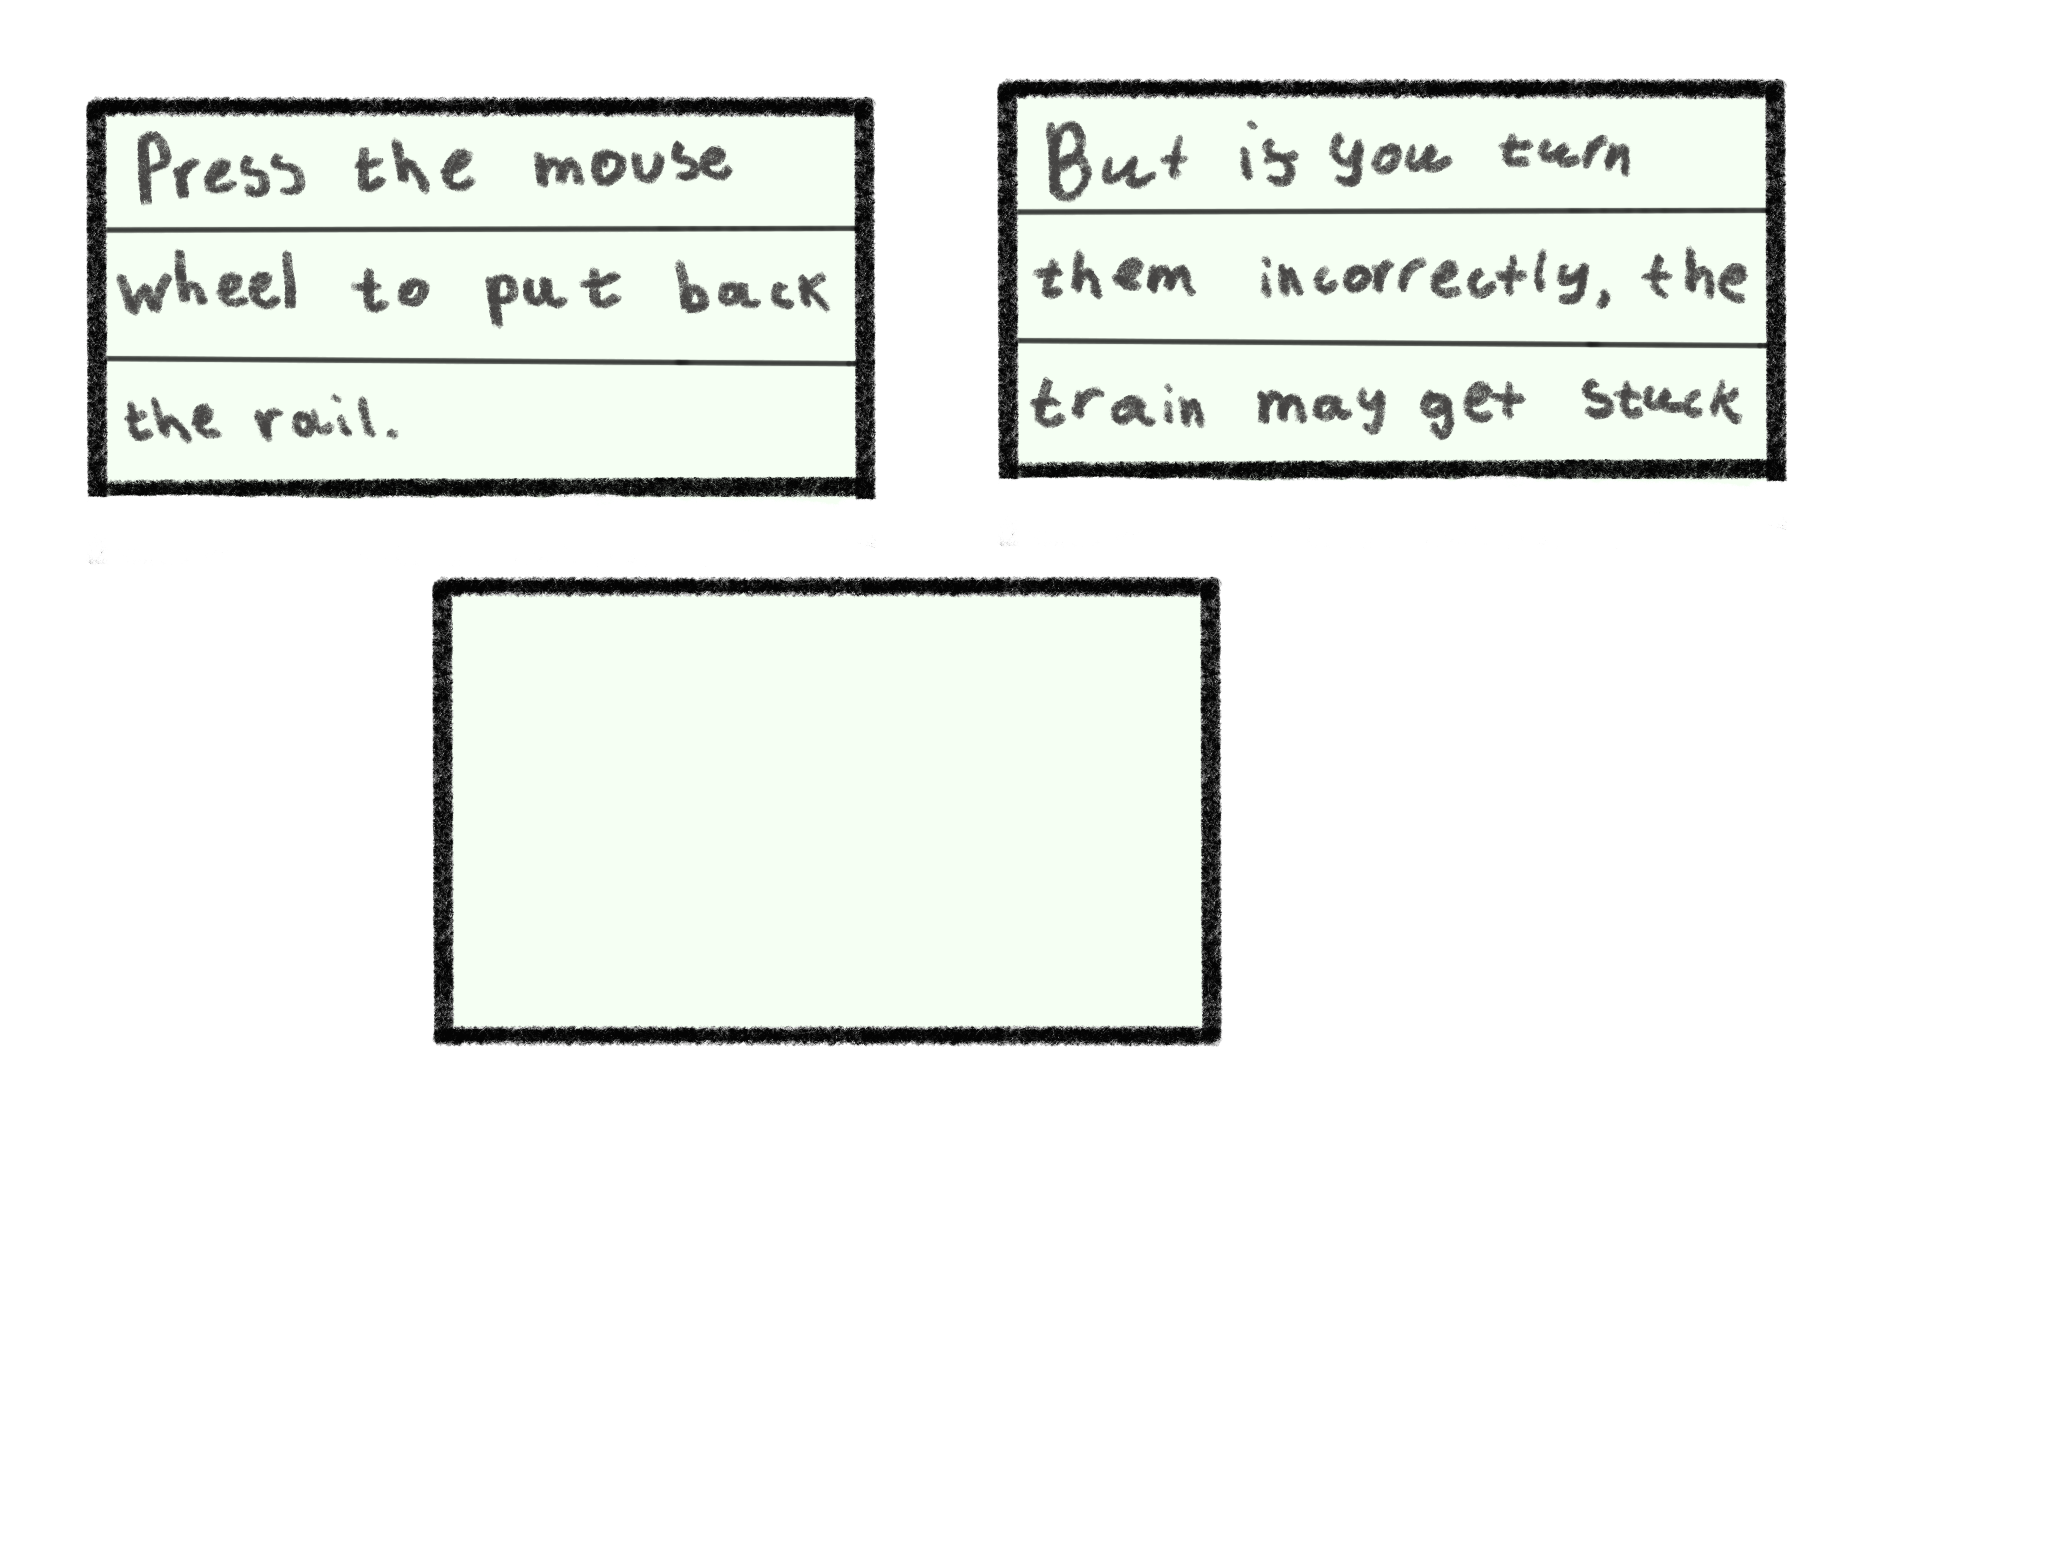 Press the mouse
wheel to put back
the rail.
But is you turn
them incorrectly, the
train may get stuck